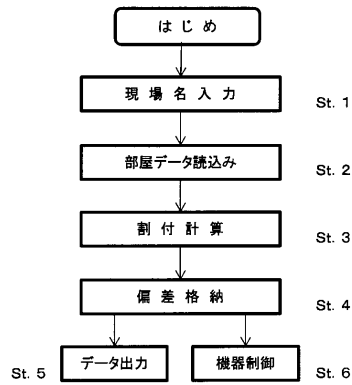 はじめ
現場名入力
St. 1
部屋データ読込み
St. 2
割付計算
St. 3
偏差格納
St. 4
St. 5
データ出力
機器制御
St. 6